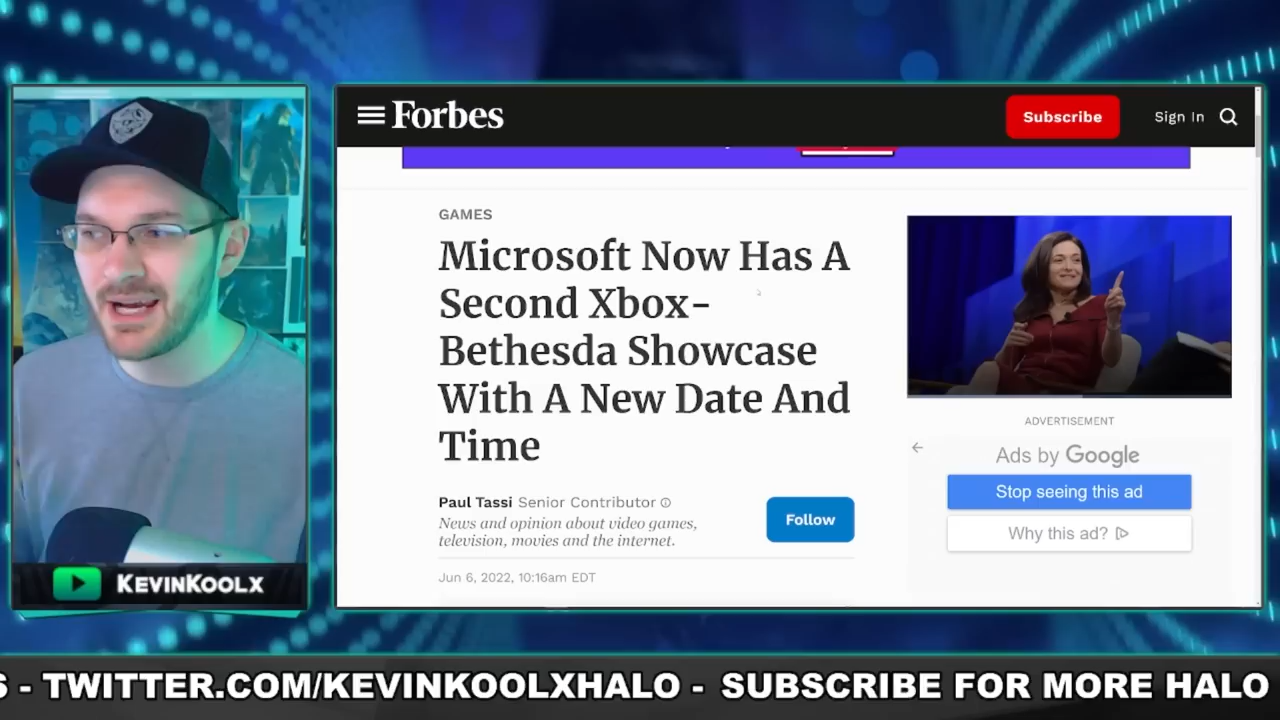 Forbes
Subscribe
Sign In
GAMES
Microsoft Now Has A
Second Xbox-
Bethesda Showcase
With A New Date And
Time
Paul Tassi Senior Contributor
News and opinion about video games,
television, movies and the internet.
Follow
Jun 6, 2022, 10:16am EDT
ADVERTISEMENT
Ads by Google
Stop seeing this ad
Why this ad?
KEVINKOOLX
S - TWITTER.COM/KEVINKOOLXHALO - SUBSCRIBE FOR MORE HALO